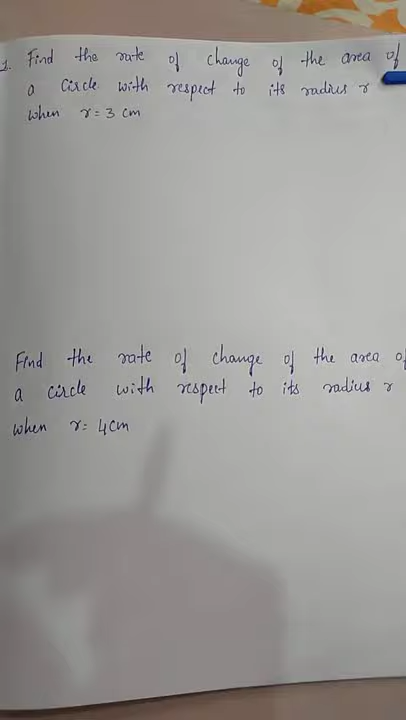 1. Find the rate of change of the area of
a circle with respect to its radius r
when r = 3 cm
Find the rate of change of the area of
a circle with respect to its radius r
when r = 4cm